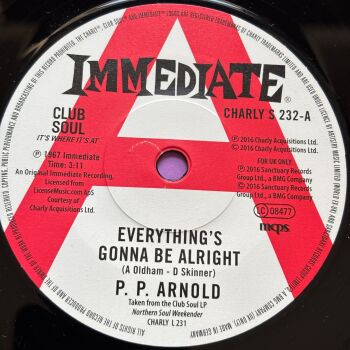 IMMEDIATE®
CLUB
SOUL
IT'S WHERE IT'S AT
CHARLY S 232-A
℗ 1967 Immediate
Time: 3-11
An Original Immediate Recording.
Licensed from
LicenseMusic.com ApS
Courtesy of
Charly Acquisitions Ltd.
℗ 2016 Charly Acquisitions Ltd.
© 2016 Charly Acquisitions Ltd.
FOR UK ONLY
℗ 2016 Sanctuary Records
Group Ltd., a BMG Company
© 2016 Sanctuary Records
Group Ltd., a BMG Company
LC 08477
mcps
EVERYTHING'S
GONNA BE ALRIGHT
(A Oldham - D Skinner)
P. P. ARNOLD
Taken from the Club Soul LP
Northern Soul Weekender
CHARLY L 231
MADE IN GERMANY